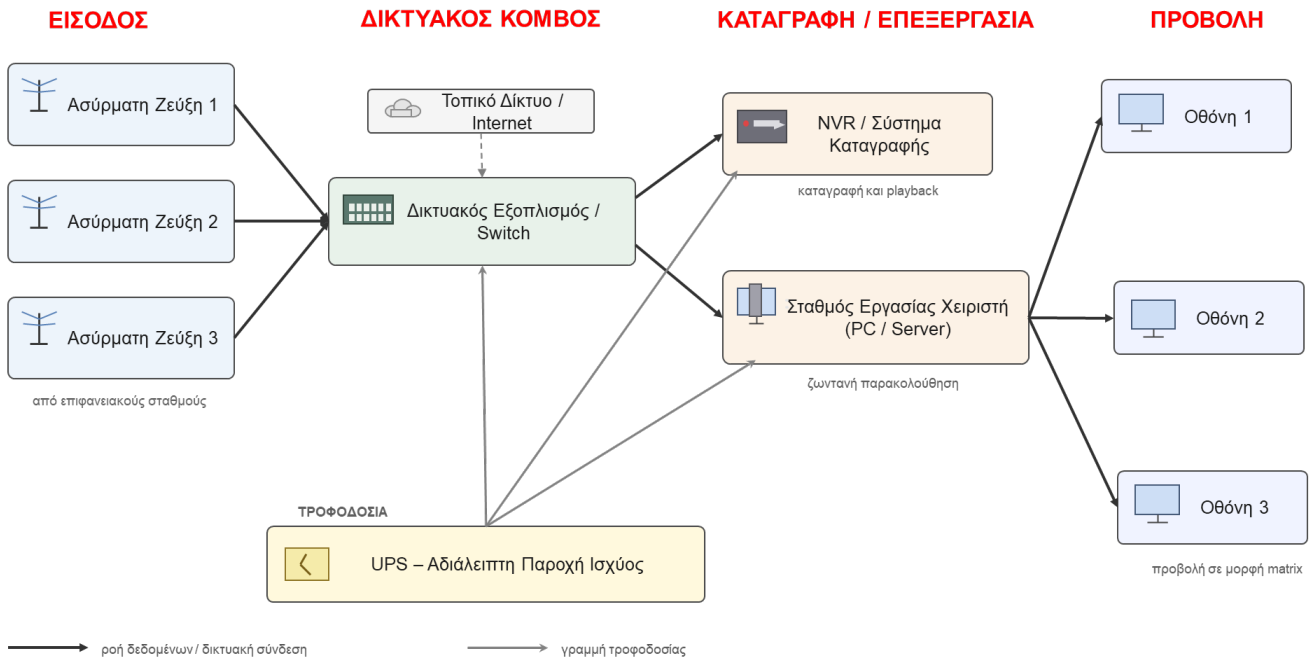 ΕΙΣΟΔΟΣ
ΔΙΚΤΥΑΚΟΣ ΚΟΜΒΟΣ
ΚΑΤΑΓΡΑΦΗ / ΕΠΕΞΕΡΓΑΣΙΑ
ΠΡΟΒΟΛΗ
Ασύρματη Ζεύξη 1
Ασύρματη Ζεύξη 2
Ασύρματη Ζεύξη 3
από επιφανειακούς σταθμούς
Τοπικό Δίκτυο /
Internet
Δικτυακός Εξοπλισμός /
Switch
NVR / Σύστημα
Καταγραφής
καταγραφή και playback
Σταθμός Εργασίας Χειριστή
(PC / Server)
ζωντανή παρακολούθηση
Οθόνη 1
Οθόνη 2
Οθόνη 3
προβολή σε μορφή matrix
ΤΡΟΦΟΔΟΣΙΑ
UPS – Αδιάλειπτη Παροχή Ισχύος
ροή δεδομένων / δικτυακή σύνδεση
γραμμή τροφοδοσίας